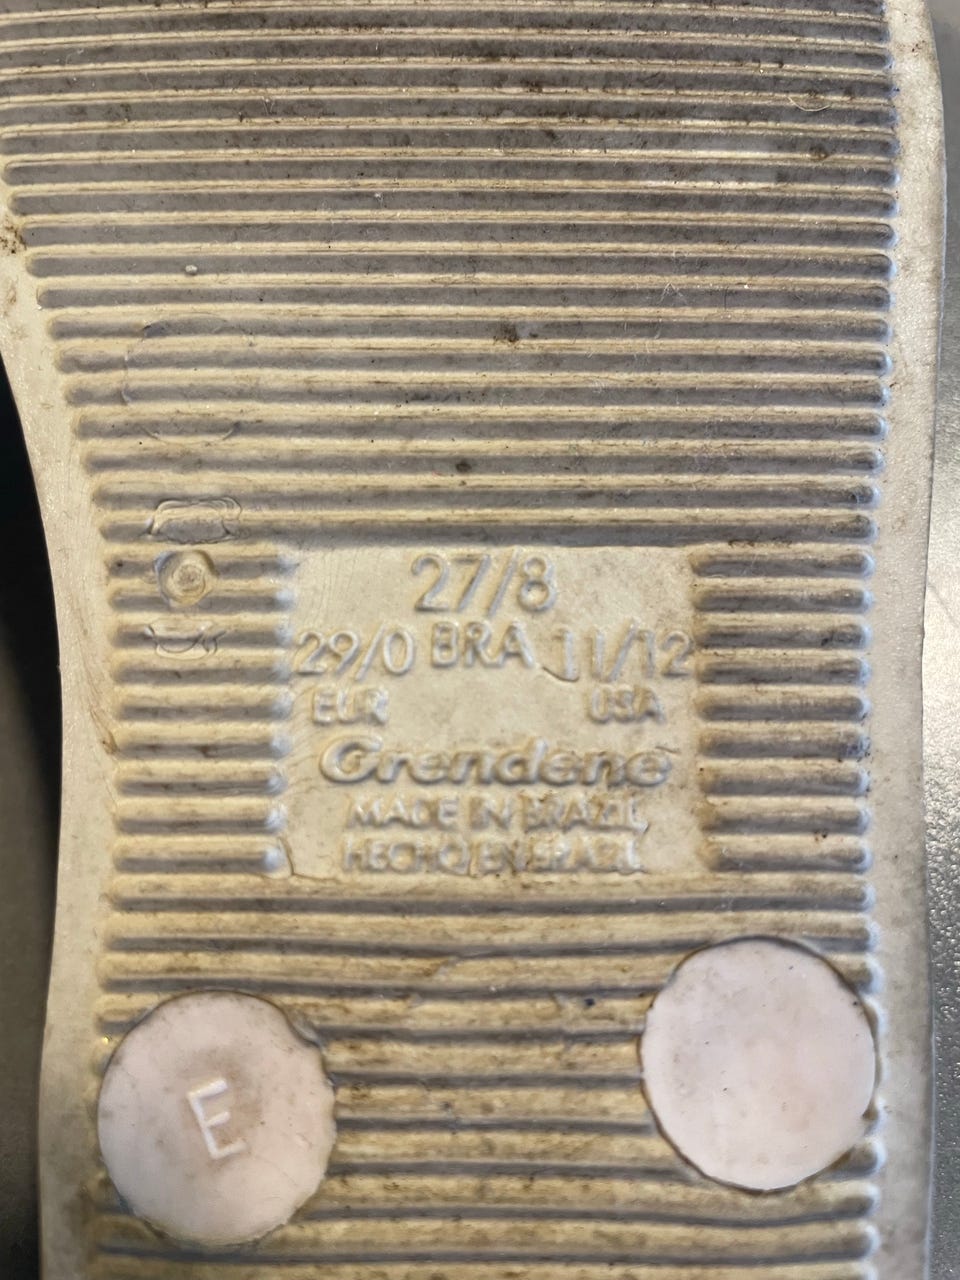 27/8
29/0 BRA 11/12
EUR USA
Grendene
MADE IN BRAZIL
HECHO EN BRAZIL
E